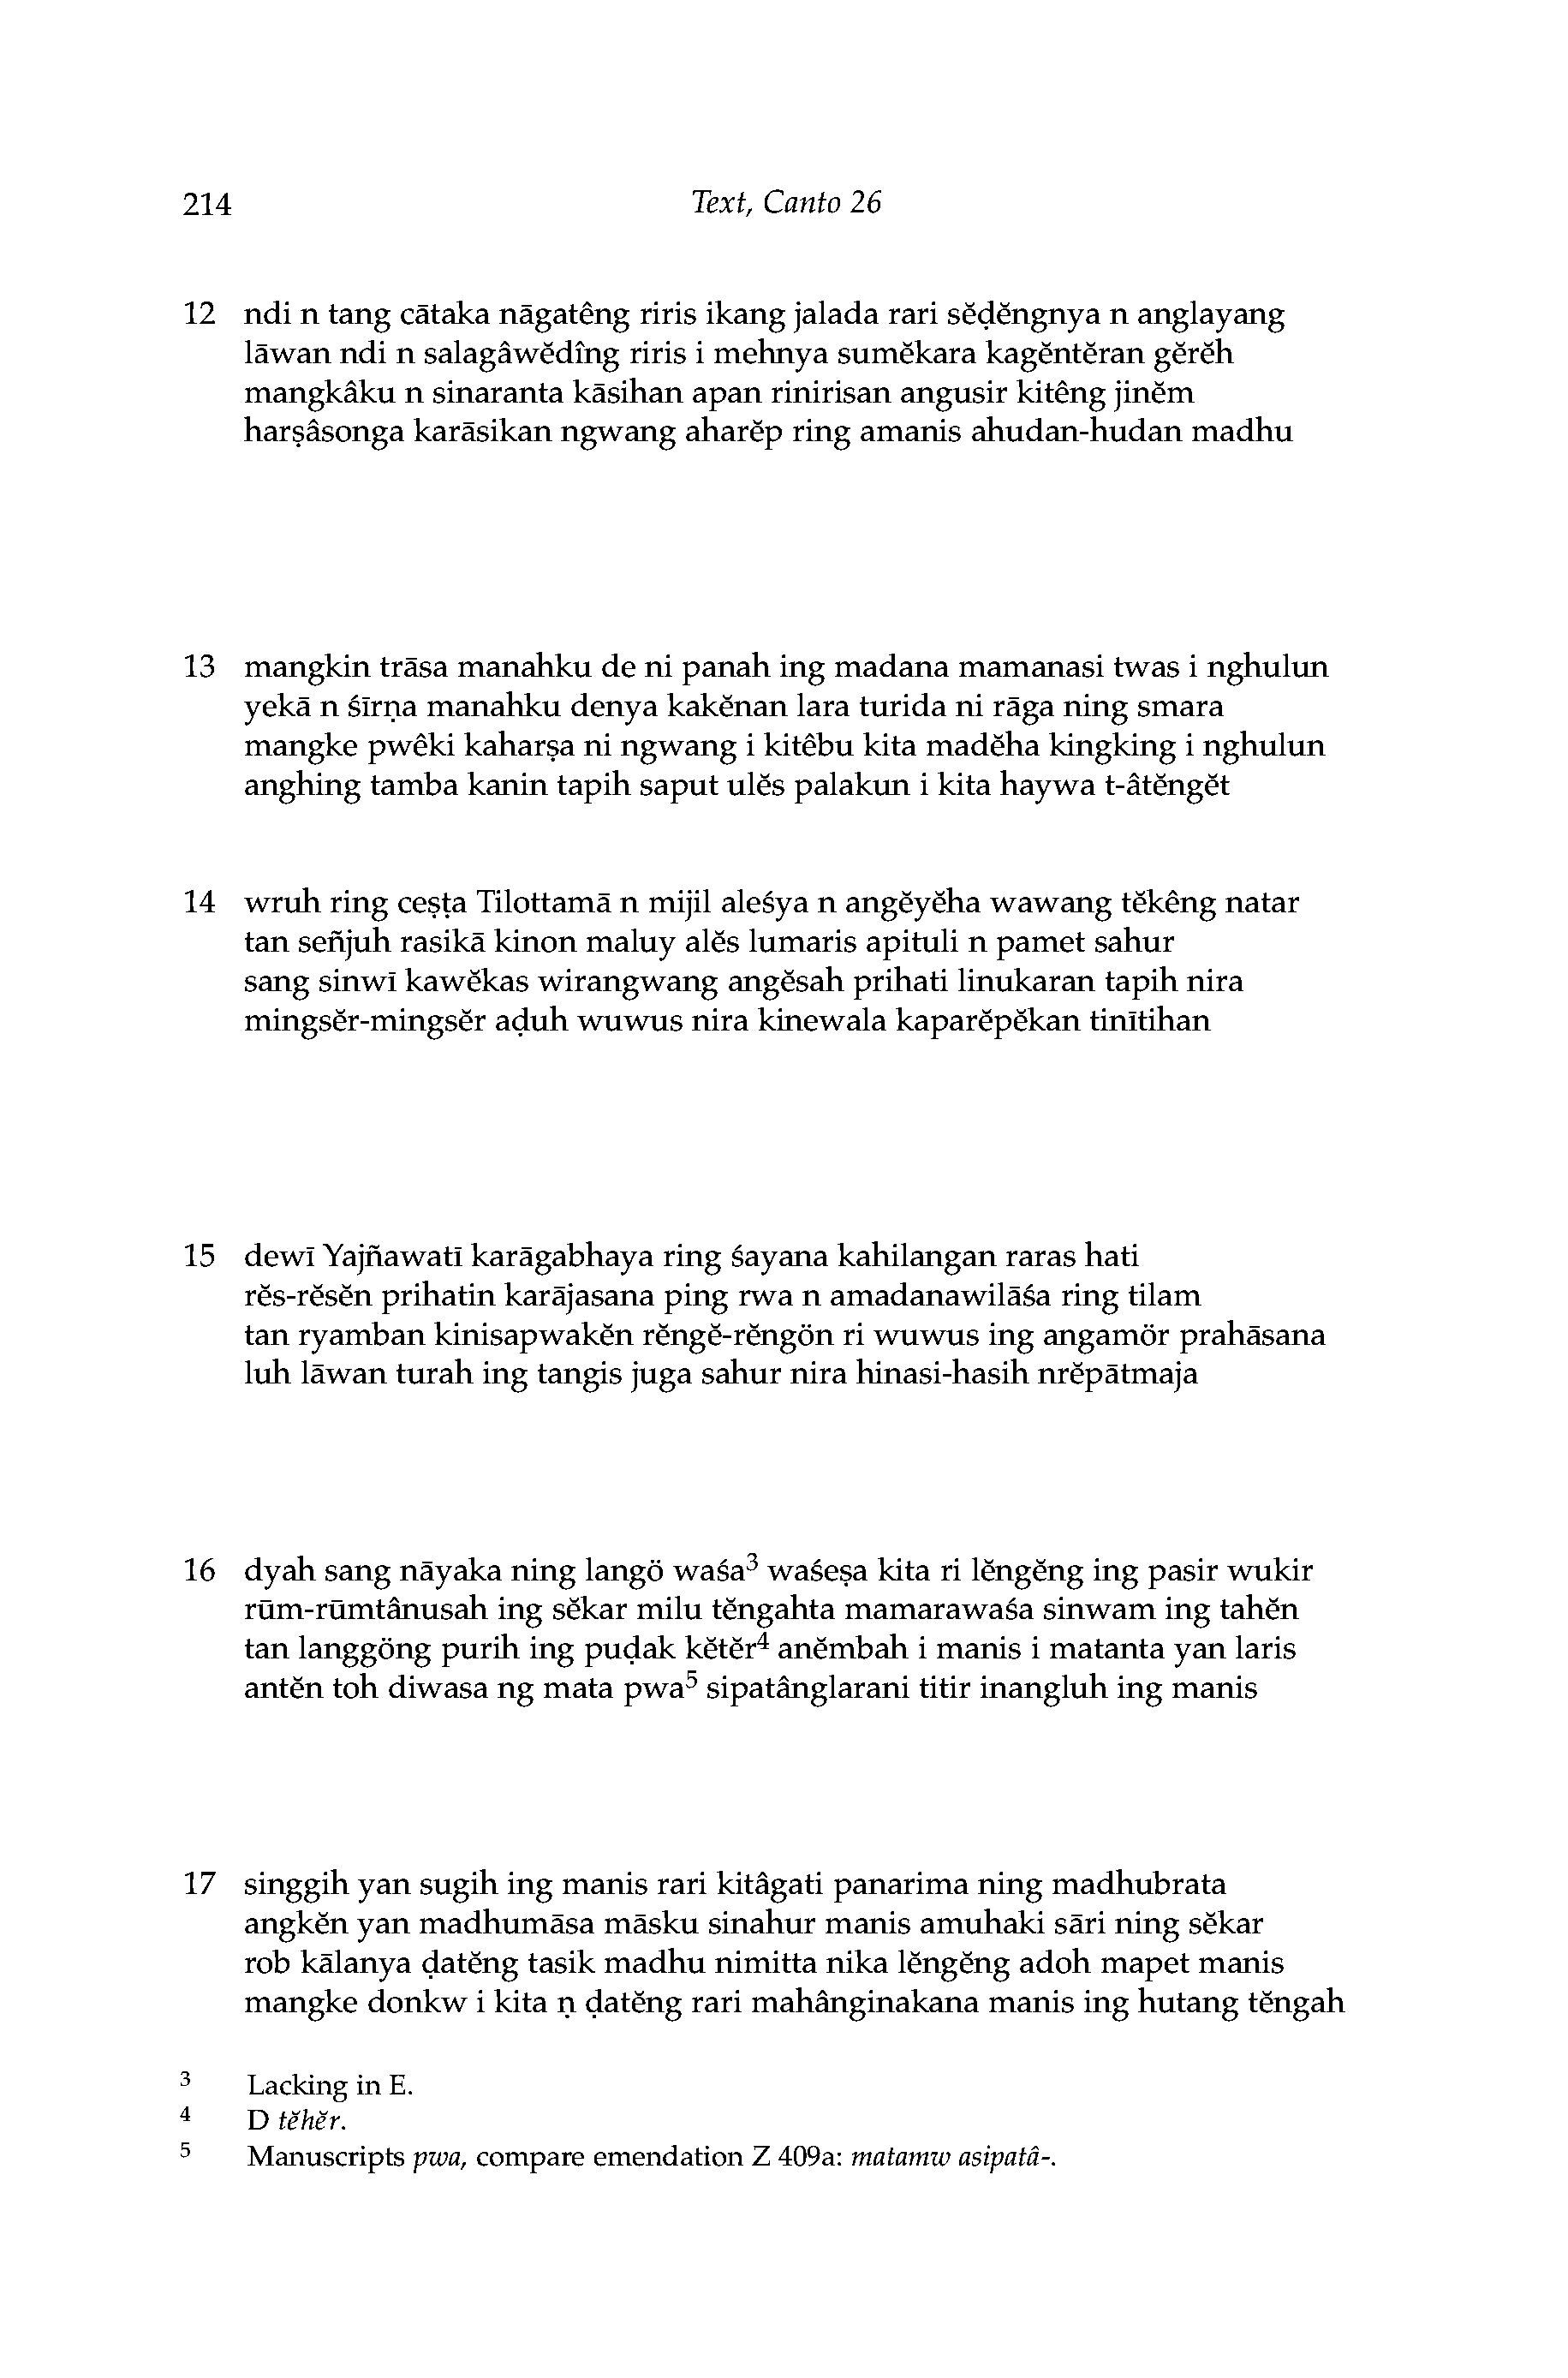 214 Text, Canto 26
12 ndi n tang cātaka nāgatêng riris ikang jalada rari sĕḍĕngnya n anglayang
lāwan ndi n salagâwĕdîng riris i mehnya sumĕkara kagĕntĕran gĕrĕh
mangkâku n sinaranta kāsihan apan rinirisan angusir kitêng jinĕm
harṣâsonga karāsikan ngwang aharĕp ring amanis ahudan-hudan madhu
13 mangkin trāsa manahku de ni panah ing madana mamanasi twas i nghulun
yekā n śīrṇa manahku denya kakĕnan lara turida ni rāga ning smara
mangke pwêki kaharṣa ni ngwang i kitêbu kita madĕha kingking i nghulun
anghing tamba kanin tapih saput ulĕs palakun i kita haywa t-âtĕngĕt
14 wruh ring ceṣṭa Tilottamā n mijil aleśya n angĕyĕha wawang tĕkêng natar
tan señjuh rasikā kinon maluy alĕs lumaris apituli n pamet sahur
sang sinwī kawĕkas wirangwang angĕsah prihati linukaran tapih nira
mingsĕr-mingsĕr aḍuh wuwus nira kinewala kaparĕpĕkan tinītihan
15 dewī Yajñawatī karāgabhaya ring śayana kahilangan raras hati
rĕs-rĕsĕn prihatin karājasana ping rwa n amadanawilāśa ring tilam
tan ryamban kinisapwakĕn rĕngĕ-rĕngön ri wuwus ing angamör prahāsana
luh lāwan turah ing tangis juga sahur nira hinasi-hasih nrĕpātmaja
16 dyah sang nāyaka ning langö waśa³ waśeṣa kita ri lĕngĕng ing pasir wukir
rūm-rūmtânusah ing sĕkar milu tĕngahta mamarawaśa sinwam ing tahĕn
tan langgöng purih ing puḍak kĕtĕr⁴ anĕmbah i manis i matanta yan laris
antĕn toh diwasa ng mata pwa⁵ sipatânglarani titir inangluh ing manis
17 singgih yan sugih ing manis rari kitâgati panarima ning madhubrata
angkĕn yan madhumāsa māsku sinahur manis amuhaki sāri ning sĕkar
rob kālanya ḍatĕng tasik madhu nimitta nika lĕngĕng adoh mapet manis
mangke donkw i kita ṇ ḍatĕng rari mahânginakana manis ing hutang tĕngah
³ Lacking in E.
⁴ D tĕhĕr.
⁵ Manuscripts pwa, compare emendation Z 409a: matamw asipatâ-.